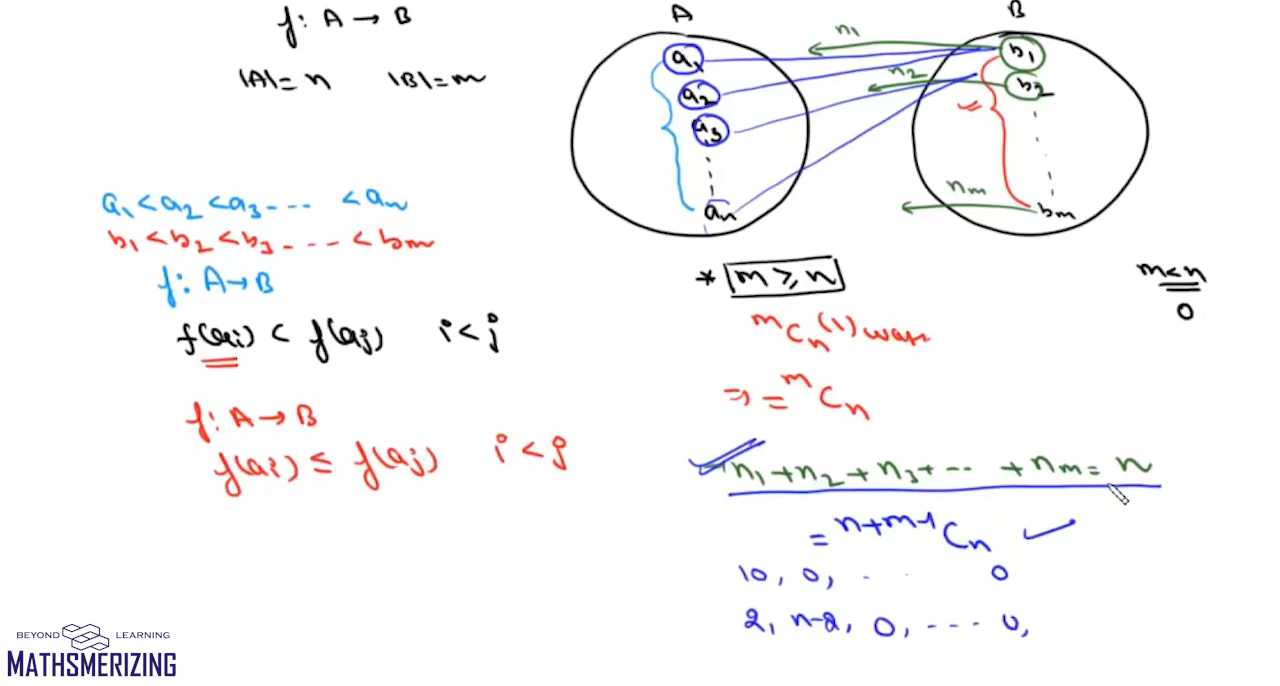 f: A → B
|A| = n |B| = m
a₁ < a₂ < a₃ - - - < aₙ
b₁ < b₂ < b₃ - - - < bₘ
f: A → B
f(aᵢ) < f(aⱼ) i < j
f: A → B
f(aᵢ) ≤ f(aⱼ) i < j
A B
a₁ n₁ b₁
a₂ n₂ b₂
a₃
aₙ nₘ bₘ
* m ≥ n m < n
0
ᵐCₙ (1) ways
⇒ = ᵐCₙ
n₁ + n₂ + n₃ + - - + nₘ = n
= ⁿ⁺ᵐ⁻¹Cₙ
10, 0, . . 0
2, n-2, 0, - - - - 0,
BEYOND LEARNING
MATHSMERIZING